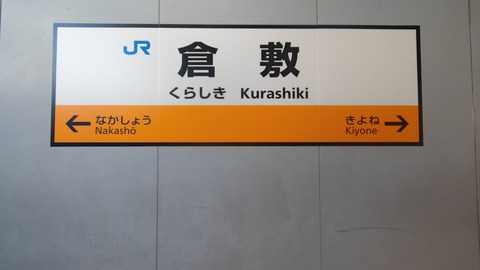 JR 倉敷
くらしき Kurashiki
← なかしょう きよね →
Nakashō Kiyone